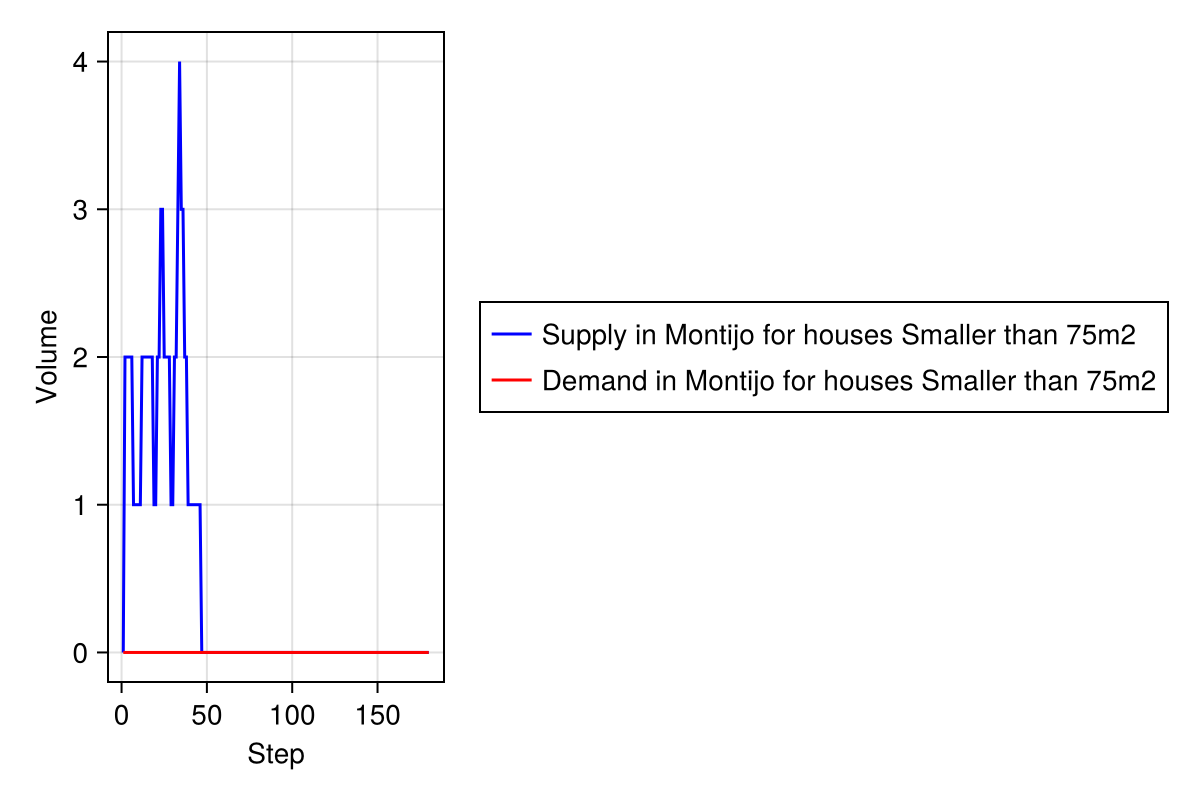 4
3
2
1
0
Volume
0 50 100 150
Step
Supply in Montijo for houses Smaller than 75m2
Demand in Montijo for houses Smaller than 75m2